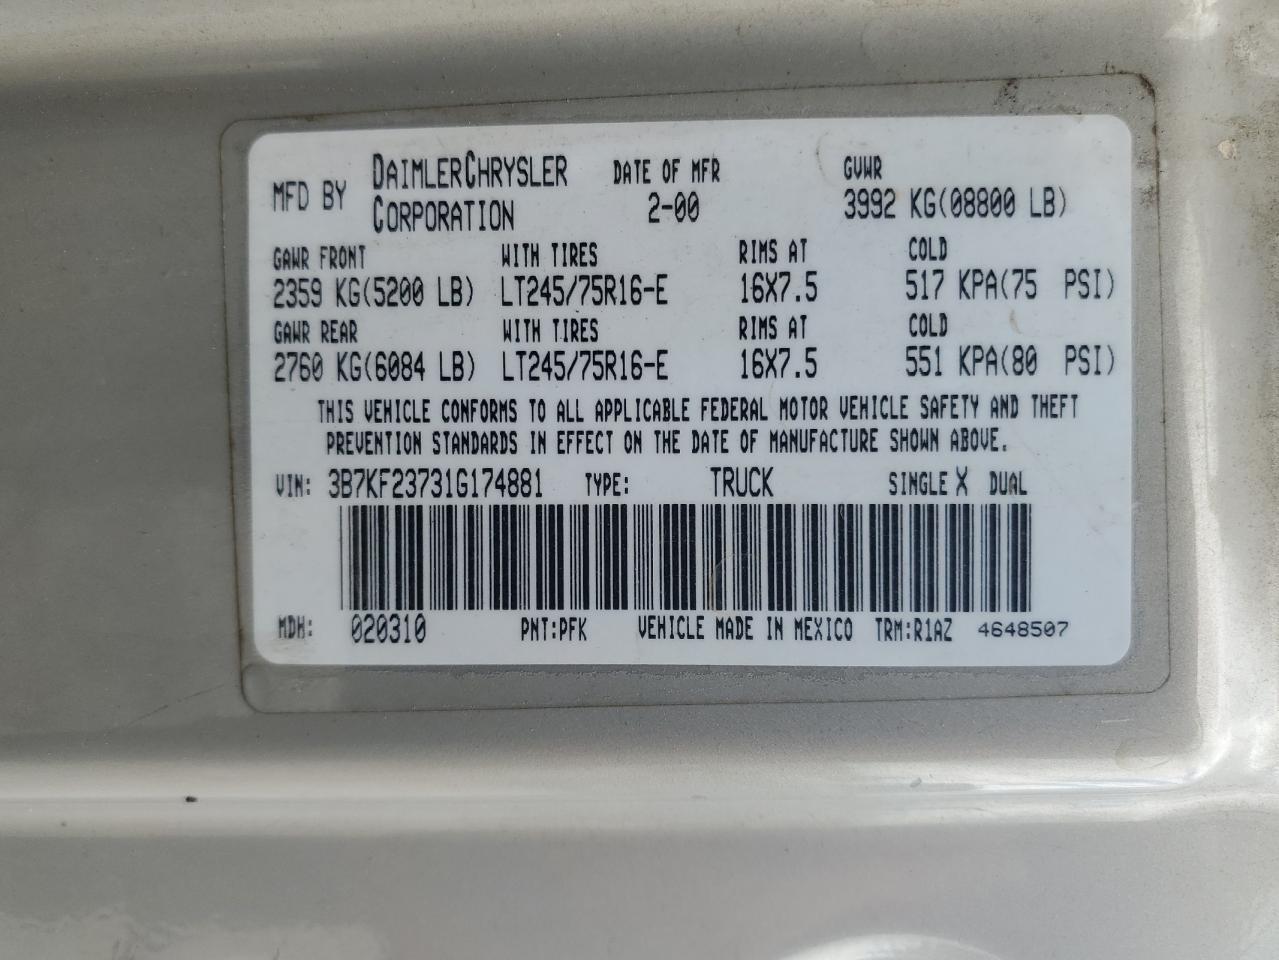 MFD BY DAIMLERCHRYSLER CORPORATION DATE OF MFR 2-00 GVWR 3992 KG(08800 LB)
GAWR FRONT WITH TIRES RIMS AT COLD
2359 KG(5200 LB) LT245/75R16-E 16X7.5 517 KPA(75 PSI)
GAWR REAR WITH TIRES RIMS AT COLD
2760 KG(6084 LB) LT245/75R16-E 16X7.5 551 KPA(80 PSI)
THIS VEHICLE CONFORMS TO ALL APPLICABLE FEDERAL MOTOR VEHICLE SAFETY AND THEFT
PREVENTION STANDARDS IN EFFECT ON THE DATE OF MANUFACTURE SHOWN ABOVE.
VIN: 3B7KF23731G174881 TYPE: TRUCK SINGLE X DUAL
MDH: 020310 PNT:PFK VEHICLE MADE IN MEXICO TRM:R1AZ 4648507